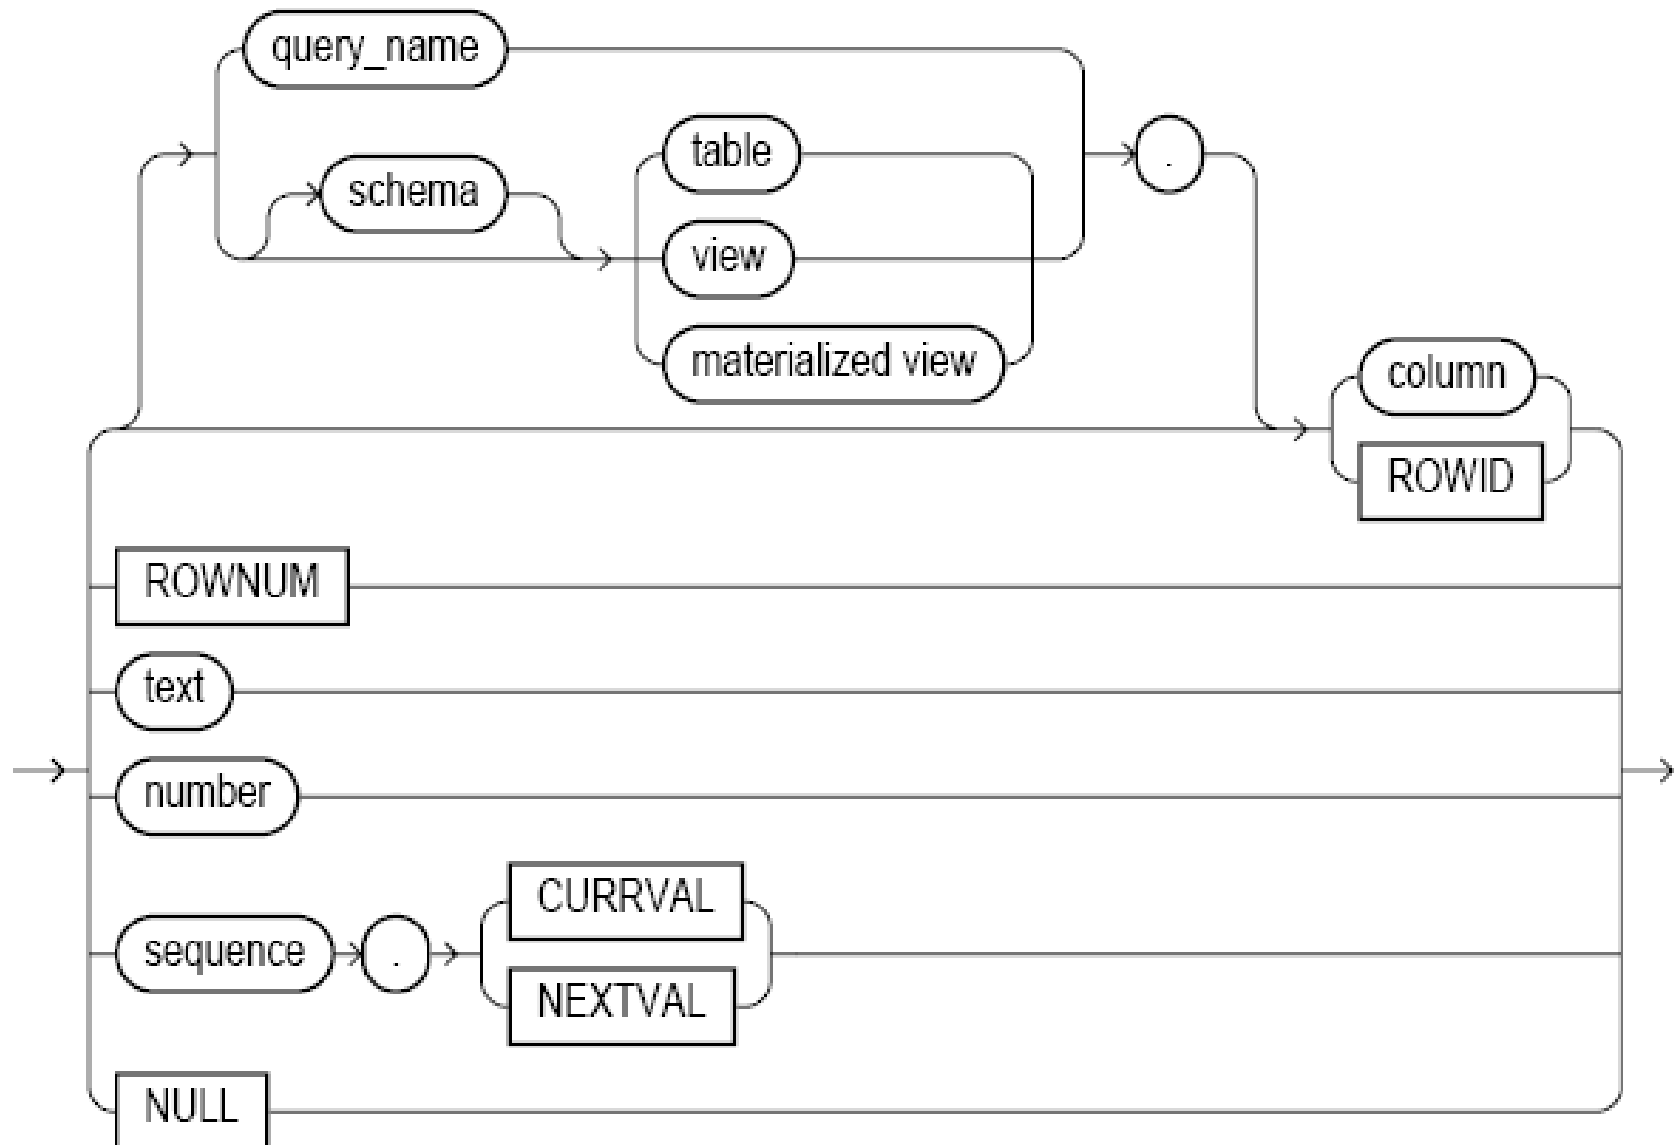 query_name
table
schema
view
.
materialized view
column
ROWID
ROWNUM
text
number
CURRVAL
sequence .
NEXTVAL
NULL